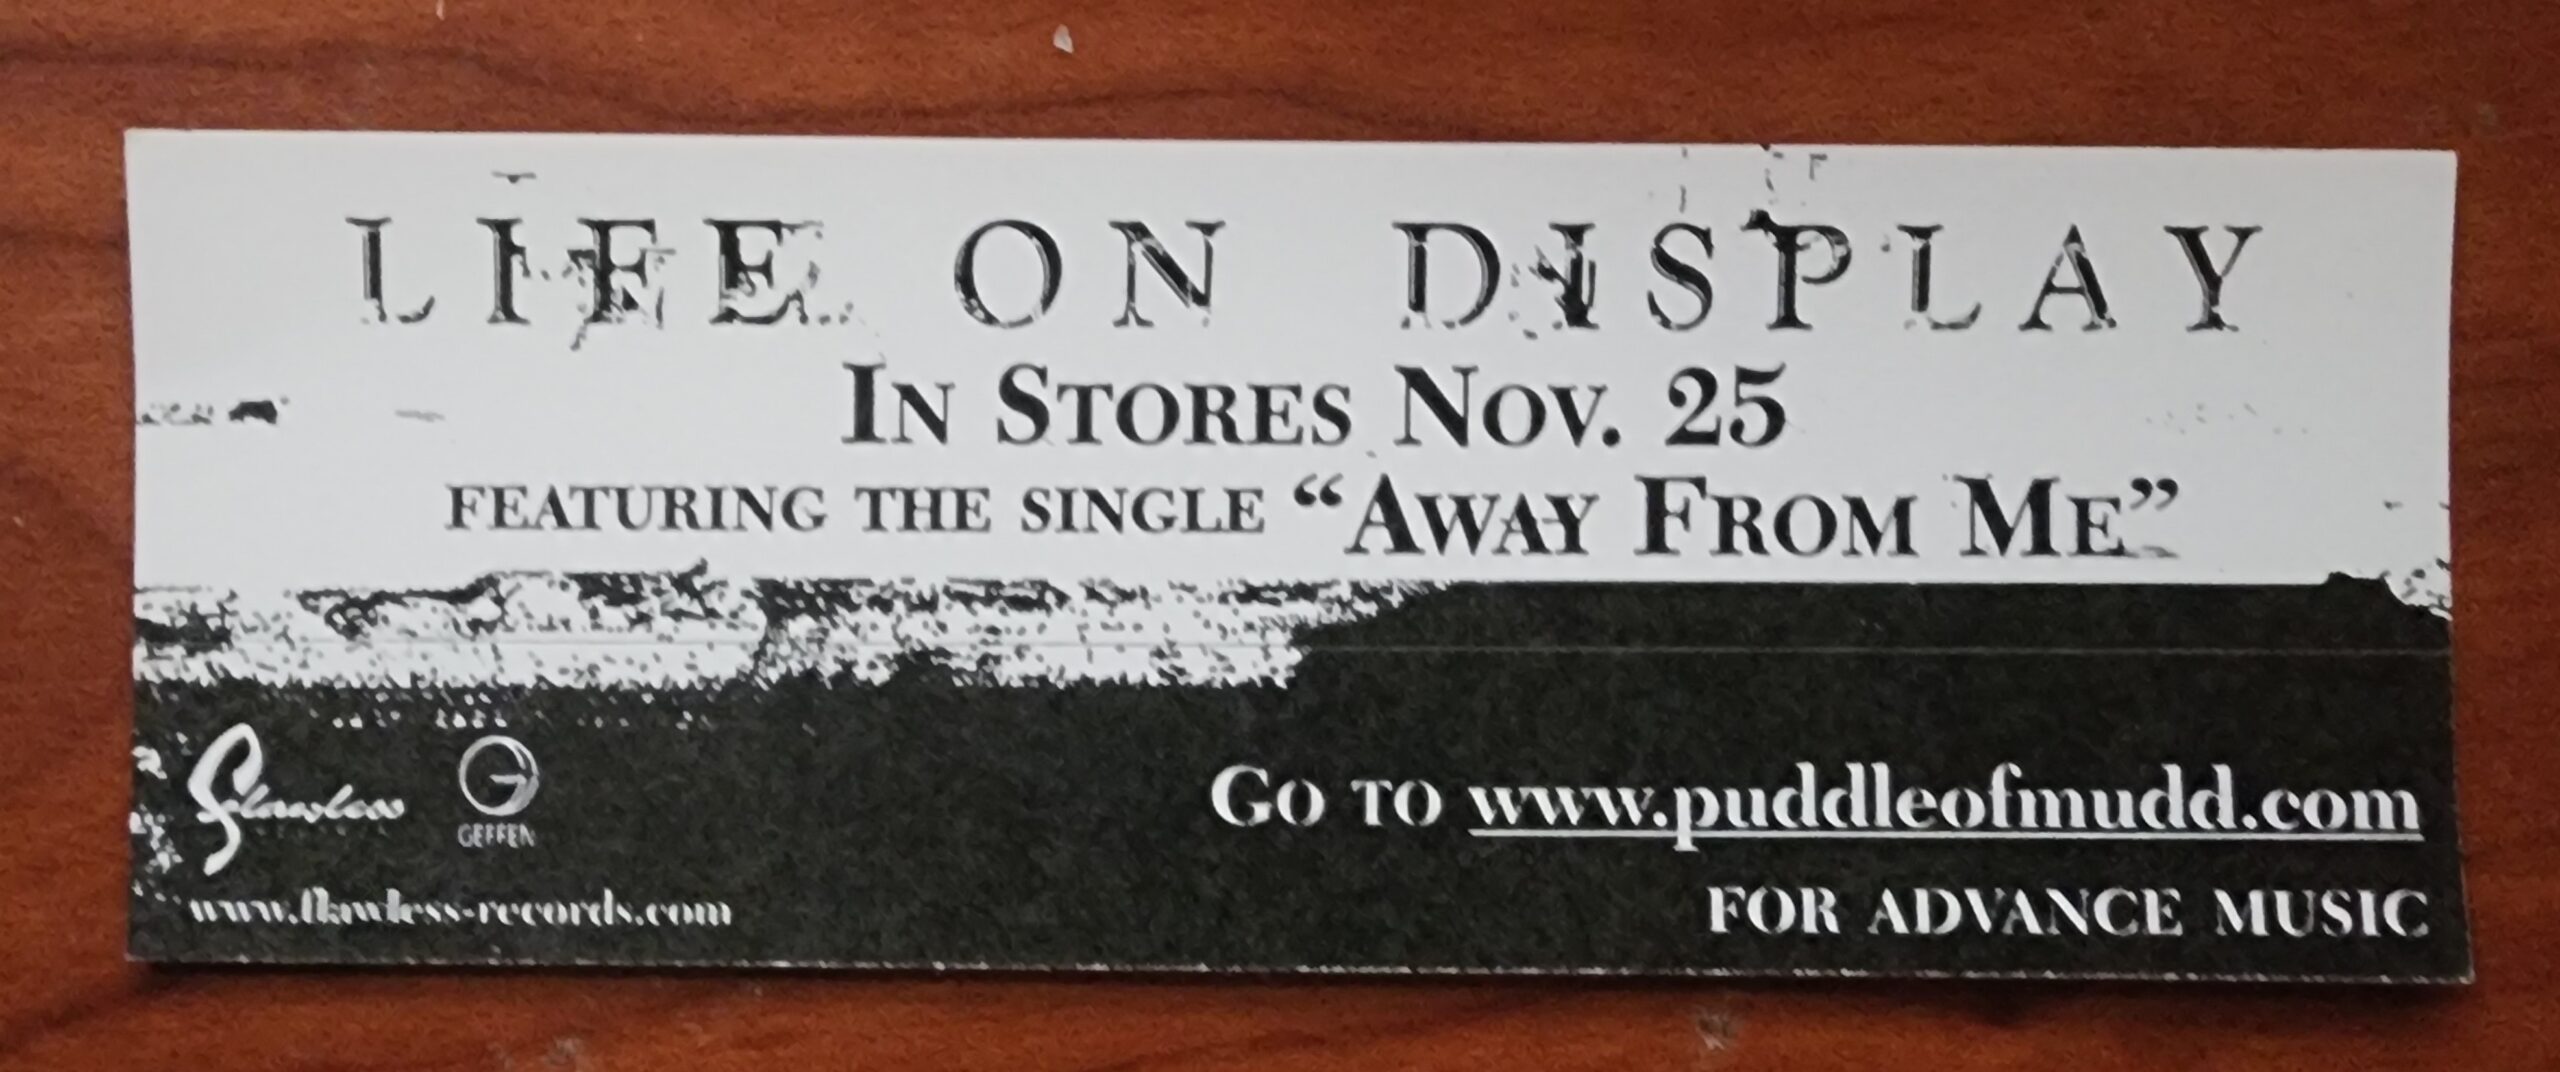 LIFE ON DISPLAY
IN STORES NOV. 25
FEATURING THE SINGLE “AWAY FROM ME”
Flawless
GEFFEN
GO TO www.puddleofmudd.com
www.flawless-records.com
FOR ADVANCE MUSIC